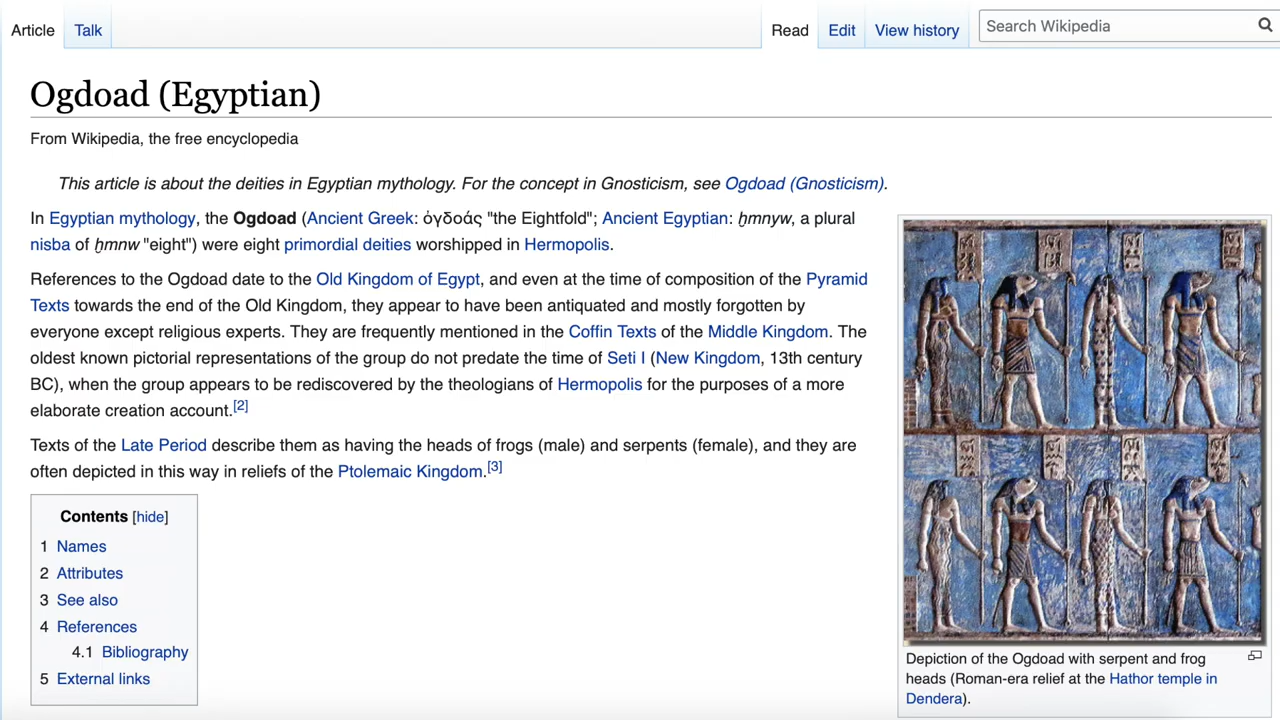 Article Talk Read Edit View history Search Wikipedia
Ogdoad (Egyptian)
From Wikipedia, the free encyclopedia
This article is about the deities in Egyptian mythology. For the concept in Gnosticism, see Ogdoad (Gnosticism).
In Egyptian mythology, the Ogdoad (Ancient Greek: ὀγδοάς "the Eightfold"; Ancient Egyptian: ḫmnyw, a plural
nisba of ḫmnw "eight") were eight primordial deities worshipped in Hermopolis.
References to the Ogdoad date to the Old Kingdom of Egypt, and even at the time of composition of the Pyramid
Texts towards the end of the Old Kingdom, they appear to have been antiquated and mostly forgotten by
everyone except religious experts. They are frequently mentioned in the Coffin Texts of the Middle Kingdom. The
oldest known pictorial representations of the group do not predate the time of Seti I (New Kingdom, 13th century
BC), when the group appears to be rediscovered by the theologians of Hermopolis for the purposes of a more
elaborate creation account.[2]
Texts of the Late Period describe them as having the heads of frogs (male) and serpents (female), and they are
often depicted in this way in reliefs of the Ptolemaic Kingdom.[3]
Contents [hide]
1 Names
2 Attributes
3 See also
4 References
4.1 Bibliography
5 External links
Depiction of the Ogdoad with serpent and frog
heads (Roman-era relief at the Hathor temple in
Dendera).